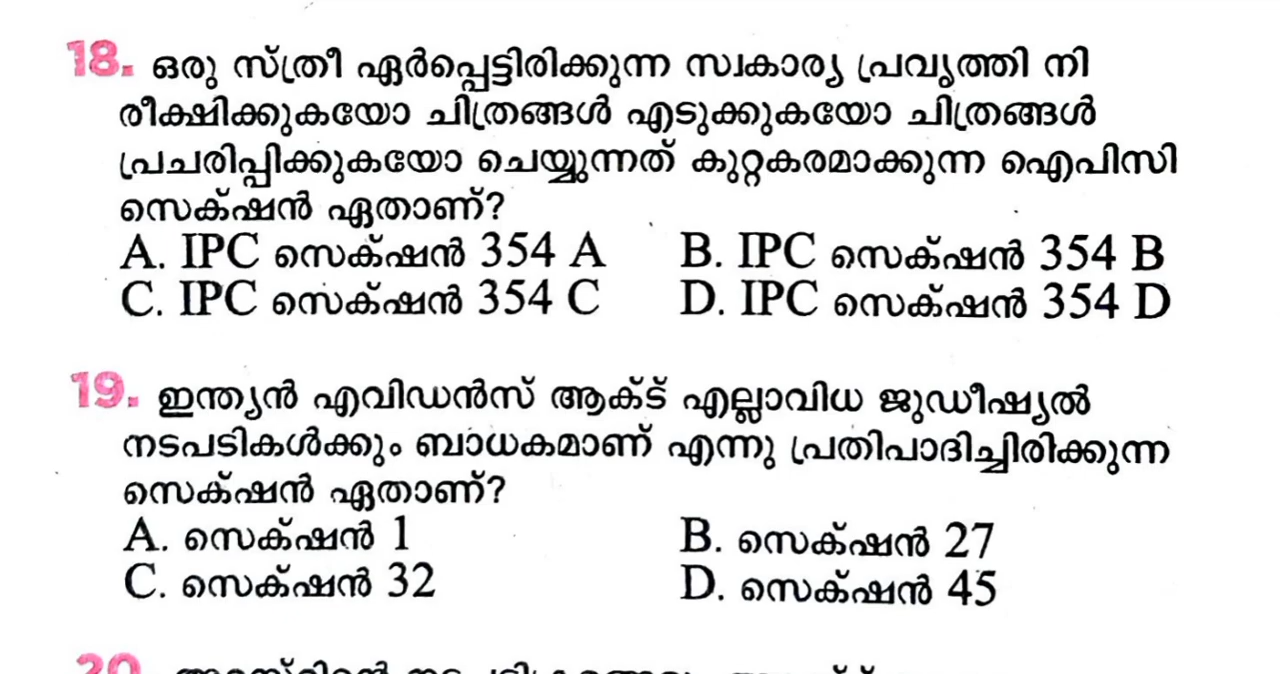 18. ഒരു സ്ത്രീ ഏർപ്പെട്ടിരിക്കുന്ന സ്വകാര്യ പ്രവൃത്തി നി
രീക്ഷിക്കുകയോ ചിത്രങ്ങൾ എടുക്കുകയോ ചിത്രങ്ങൾ
പ്രചരിപ്പിക്കുകയോ ചെയ്യുന്നത് കുറ്റകരമാക്കുന്ന ഐപിസി
സെക്‌ഷൻ ഏതാണ്?
A. IPC സെക്‌ഷൻ 354 A B. IPC സെക്‌ഷൻ 354 B
C. IPC സെക്‌ഷൻ 354 C D. IPC സെക്‌ഷൻ 354 D
19. ഇന്ത്യൻ എവിഡൻസ് ആക്ട് എല്ലാവിധ ജുഡീഷ്യൽ
നടപടികൾക്കും ബാധകമാണ് എന്നു പ്രതിപാദിച്ചിരിക്കുന്ന
സെക്‌ഷൻ ഏതാണ്?
A. സെക്‌ഷൻ 1 B. സെക്‌ഷൻ 27
C. സെക്‌ഷൻ 32 D. സെക്‌ഷൻ 45
20.